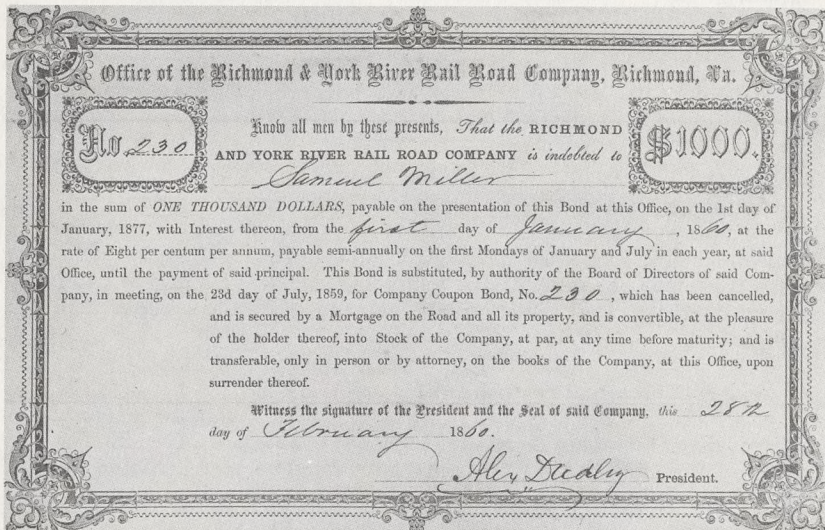 Office of the Richmond & York River Rail Road Company, Richmond, Va.
No 230
Know all men by these presents, That the RICHMOND
AND YORK RIVER RAIL ROAD COMPANY is indebted to
$1000.
Samuel Miller
in the sum of ONE THOUSAND DOLLARS, payable on the presentation of this Bond at this Office, on the 1st day of
January, 1877, with Interest thereon, from the first day of January, 1860, at the
rate of Eight per centum per annum, payable semi-annually on the first Mondays of January and July in each year, at said
Office, until the payment of said principal. This Bond is substituted, by authority of the Board of Directors of said Com-
pany, in meeting, on the 23d day of July, 1859, for Company Coupon Bond, No. 230, which has been cancelled,
and is secured by a Mortgage on the Road and all its property, and is convertible, at the pleasure
of the holder thereof, into Stock of the Company, at par, at any time before maturity; and is
transferable, only in person or by attorney, on the books of the Company, at this Office, upon
surrender thereof.
Witness the signature of the President and the Seal of said Company, this 28th
day of February 1860.
Alex Dudley President.